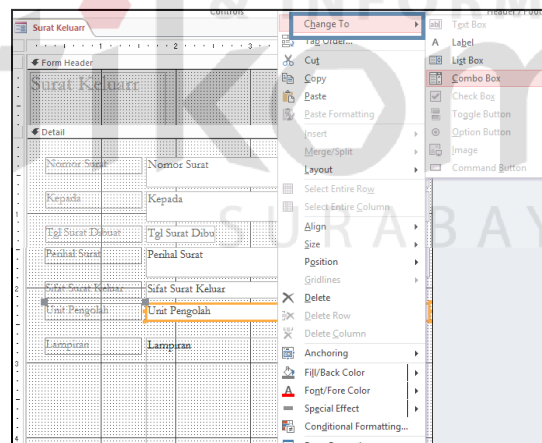 Controls
Header / Foot
INFORM
Surat Keluarr
Change To
Text Box
Tab Order...
Label
Cut
List Box
Form Header
Copy
Combo Box
Surat Keluarr
Paste
Check Box
Paste Formatting
Toggle Button
Detail
Insert
Option Button
Merge/Split
Image
Nomor Surat
Nomor Surat
Layout
Command Button
Select Entire Row
Kepada
Kepada
Select Entire Column
SURABAY
Tgl Surat Dibuat
Tgl Surat Dibu
Align
Perihal Surat
Perihal Surat
Size
Position
Gridlines
Sifat Surat Keluar
Sifat Surat Keluar
Delete
Unit Pengolah
Unit Pengolah
Delete Row
Delete Column
Lampiran
Lampiran
Anchoring
Fill/Back Color
Font/Fore Color
Special Effect
Conditional Formatting...